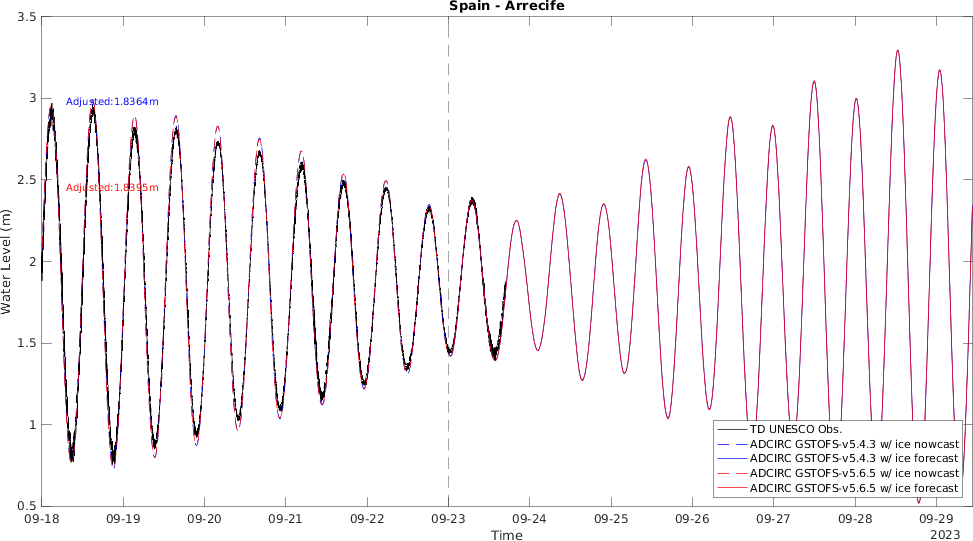 Spain - Arrecife
3.5
3
2.5
2
1.5
1
0.5
Water Level (m)
Adjusted:1.8364m
Adjusted:1.8395m
TD UNESCO Obs.
ADCIRC GSTOFS-v5.4.3 w/ ice nowcast
ADCIRC GSTOFS-v5.4.3 w/ ice forecast
ADCIRC GSTOFS-v5.6.5 w/ ice nowcast
ADCIRC GSTOFS-v5.6.5 w/ ice forecast
09-18 09-19 09-20 09-21 09-22 09-23 09-24 09-25 09-26 09-27 09-28 09-29
Time
2023